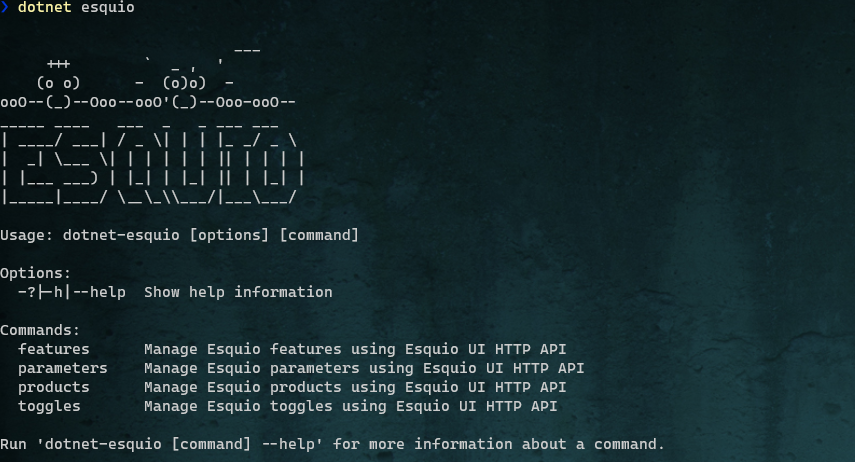 ❯ dotnet esquio
                          ___
     +++        `  _ ,  '
    (o o)      -  (o)o)  -
ooO--(_)--Ooo--ooO'(_)--Ooo-ooO--
_____ ____   ___  _   _ ___ ___
| ____/ ___| / _ \| | | |_ _/ _ \
|  _| \___ \| | | | | | || | | | |
| |___ ___) | |_| | |_| || | |_| |
|_____|____/ \__\_\\___/|___\___/
Usage: dotnet-esquio [options] [command]
Options:
  -?|-h|--help  Show help information
Commands:
  features      Manage Esquio features using Esquio UI HTTP API
  parameters    Manage Esquio parameters using Esquio UI HTTP API
  products      Manage Esquio products using Esquio UI HTTP API
  toggles       Manage Esquio toggles using Esquio UI HTTP API
Run 'dotnet-esquio [command] --help' for more information about a command.